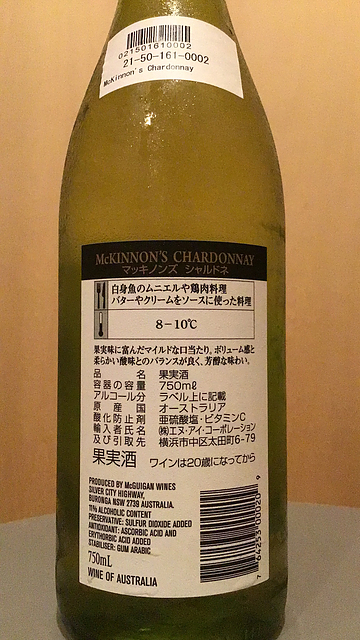 021501610002
21-50-161-0002
McKinnon's Chardonnay
McKINNON'S CHARDONNAY
マッキノンズ シャルドネ
白身魚のムニエルや鶏肉料理
バターやクリームをソースに使った料理
8－10℃
果実味に富んだマイルドな口当たり。ボリューム感と
柔らかい酸味とのバランスが良く、芳醇な味わい。
品名 果実酒
容器の容量 750mℓ
アルコール分 ラベル上に記載
原産国 オーストラリア
酸化防止剤 亜硫酸塩・ビタミンC
輸入者氏名 ㈱エヌ・アイ・コーポレーション
及び引取先 横浜市中区太田町6-79
果実酒 ワインは20歳になってから
PRODUCED BY McGUIGAN WINES
SILVER CITY HIGHWAY,
BURONGA NSW 2739 AUSTRALIA.
11% ALCOHOLIC CONTENT
PRESERVATIVE: SULFUR DIOXIDE ADDED
ANTIOXIDANT: ASCORBIC ACID AND
ERYTHORBIC ACID ADDED
STABILISER: GUM ARABIC
750mL
WINE OF AUSTRALIA